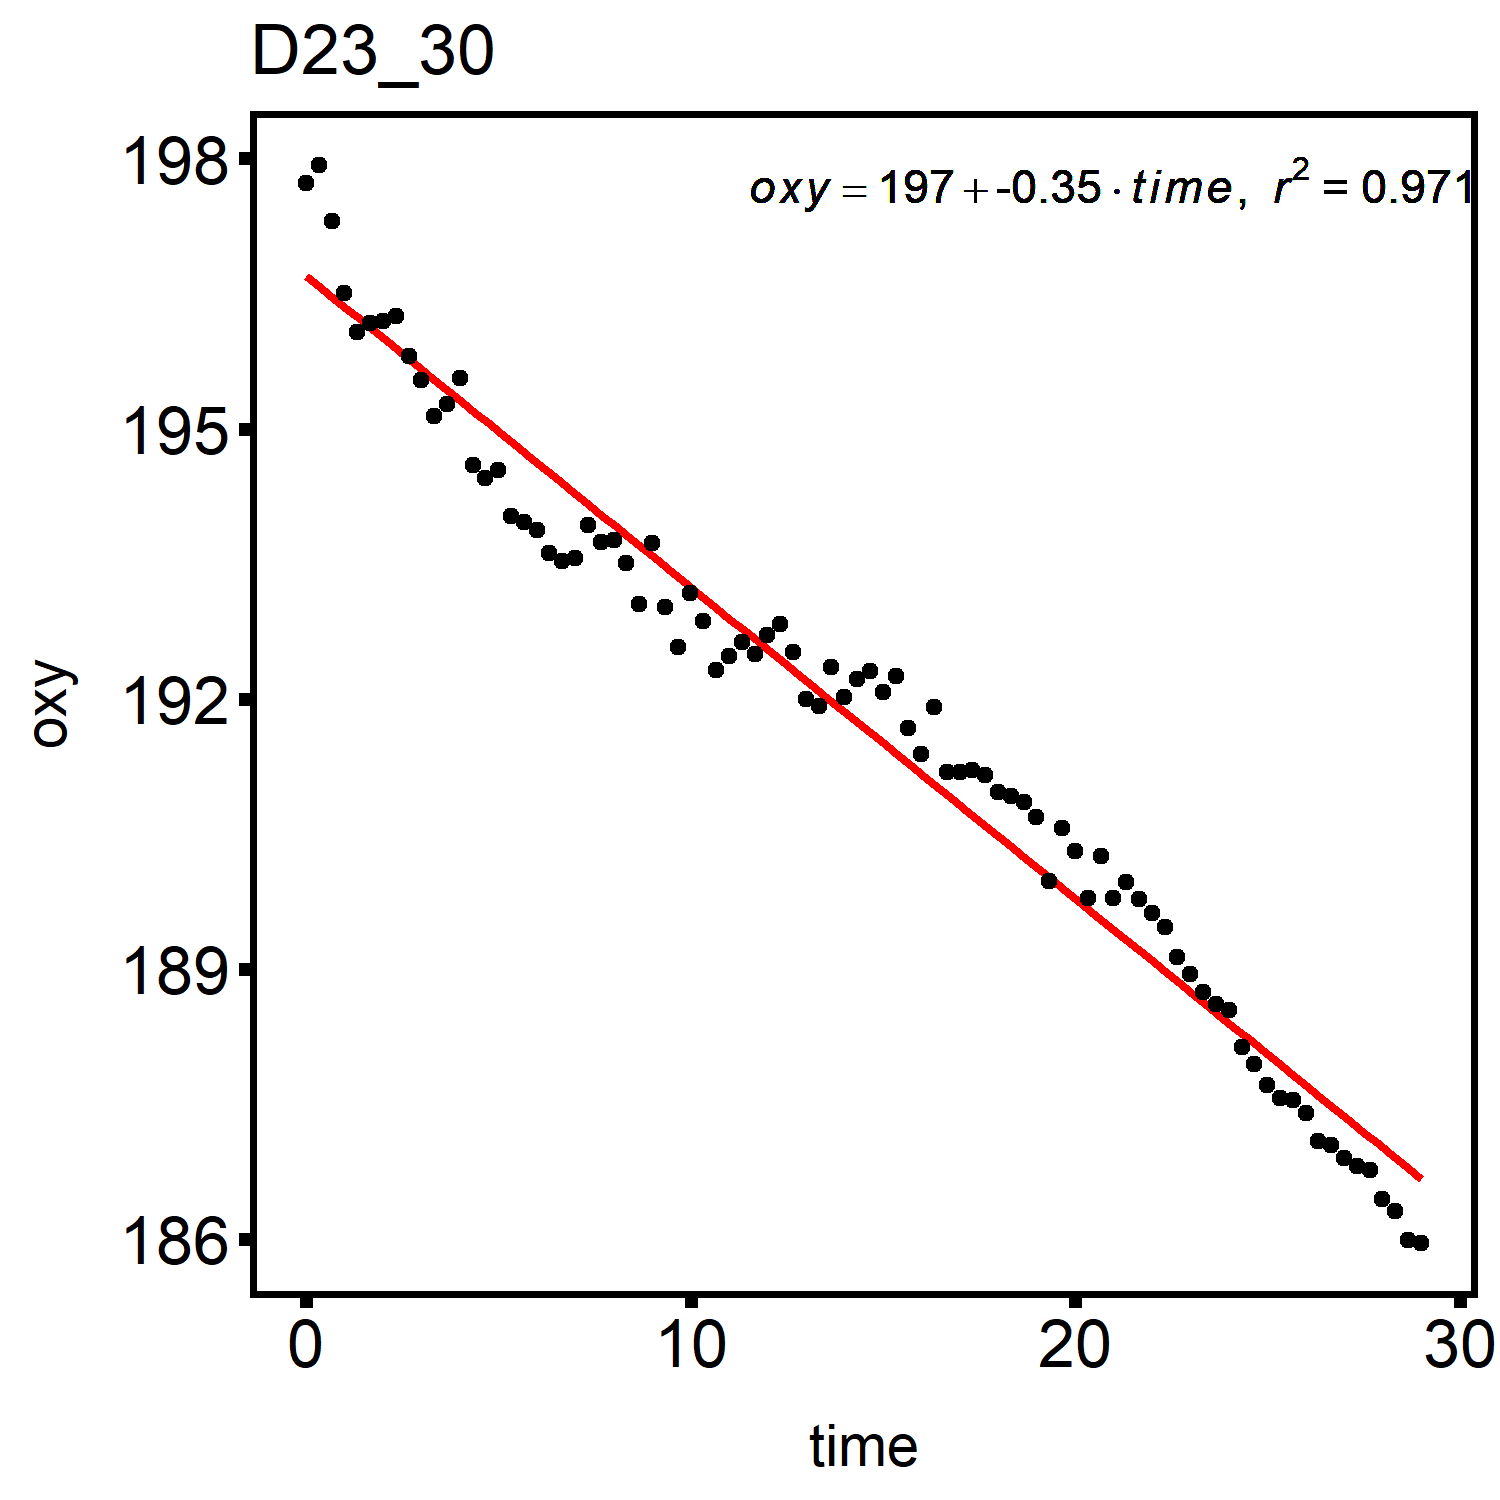 D23_30
oxy = 197 + -0.35 · time, r² = 0.971
198
195
192
189
186
oxy
0 10 20 30
time